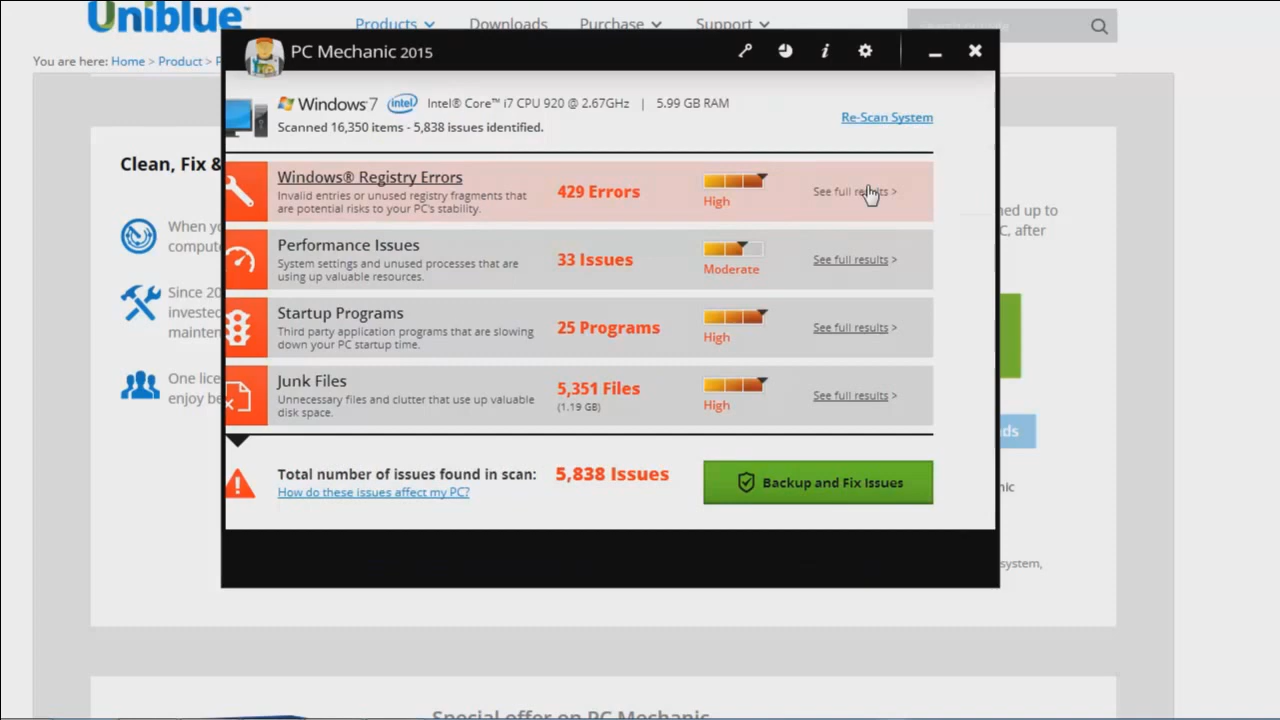 Uniblue™
Products Downloads Purchase Support
You are here: Home > Product > P
PC Mechanic 2015
Windows 7 intel Intel® Core™ i7 CPU 920 @ 2.67GHz | 5.99 GB RAM
Scanned 16,350 items - 5,838 issues identified.
Re-Scan System
Clean, Fix &
Windows® Registry Errors
Invalid entries or unused registry fragments that
are potential risks to your PC's stability.
429 Errors
High
See full results >
ned up to
C, after
When yo
compute
Performance Issues
System settings and unused processes that are
using up valuable resources.
33 Issues
Moderate
See full results >
Since 20
invested
mainten
Startup Programs
Third party application programs that are slowing
down your PC startup time.
25 Programs
High
See full results >
One lice
enjoy be
Junk Files
Unnecessary files and clutter that use up valuable
disk space.
5,351 Files
(1.19 GB)
High
See full results >
ds
Total number of issues found in scan:
How do these issues affect my PC?
5,838 Issues
Backup and Fix Issues
nic
system,
Special offer on PC Mechanic